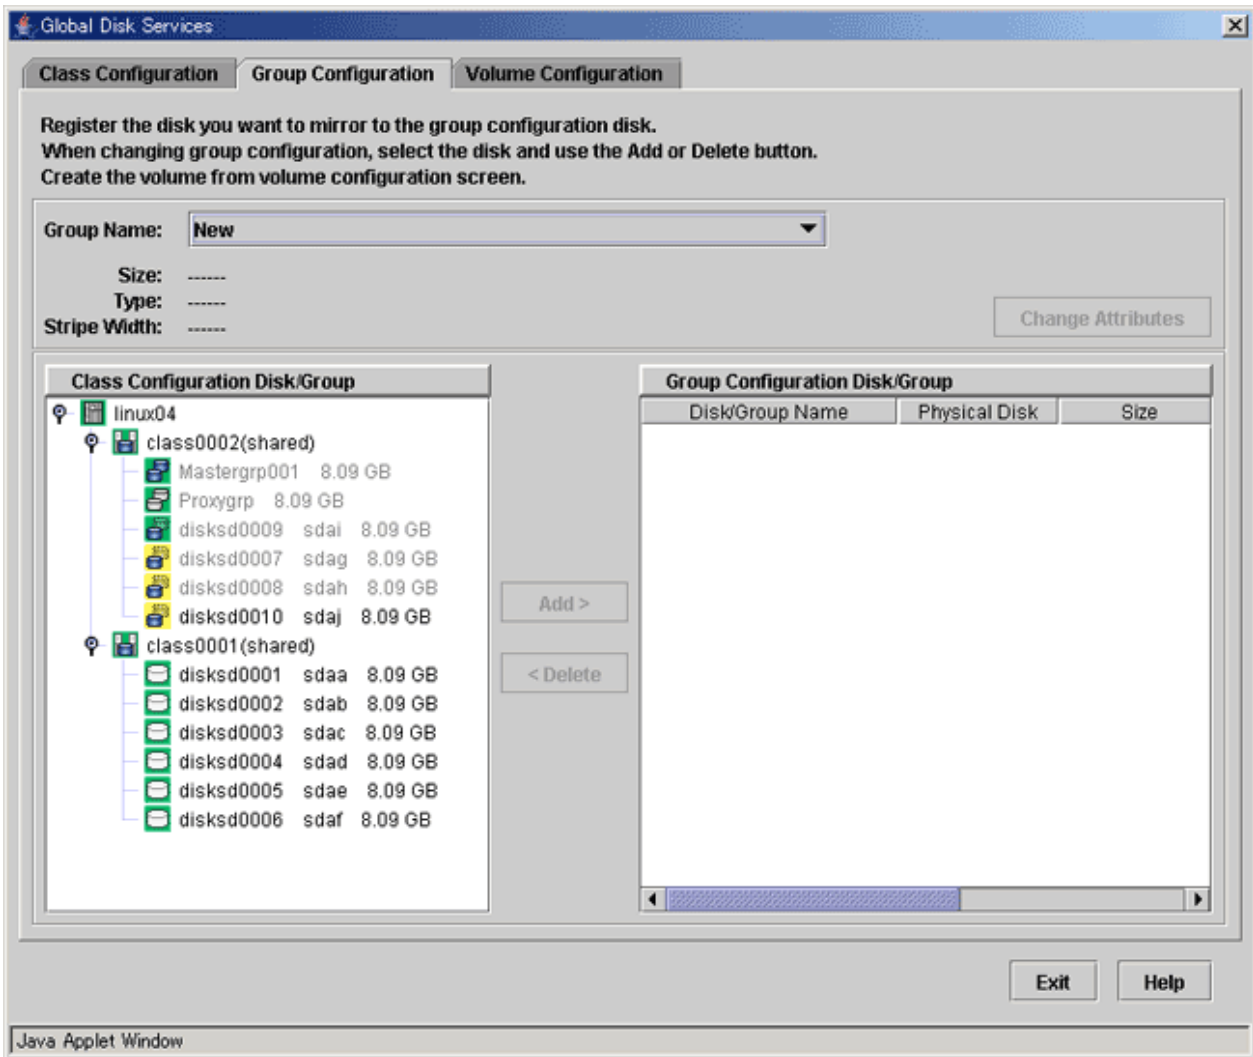 Global Disk Services
Class Configuration Group Configuration Volume Configuration
Register the disk you want to mirror to the group configuration disk.
When changing group configuration, select the disk and use the Add or Delete button.
Create the volume from volume configuration screen.
Group Name: New
Size: ------
Type: ------
Stripe Width: ------
Change Attributes
Class Configuration Disk/Group
linux04
class0002(shared)
Mastergrp001 8.09 GB
Proxygrp 8.09 GB
disksd0009 sdai 8.09 GB
disksd0007 sdag 8.09 GB
disksd0008 sdah 8.09 GB
disksd0010 sdaj 8.09 GB
class0001(shared)
disksd0001 sdaa 8.09 GB
disksd0002 sdab 8.09 GB
disksd0003 sdac 8.09 GB
disksd0004 sdad 8.09 GB
disksd0005 sdae 8.09 GB
disksd0006 sdaf 8.09 GB
Add >
< Delete
Group Configuration Disk/Group
Disk/Group Name Physical Disk Size
Exit Help
Java Applet Window